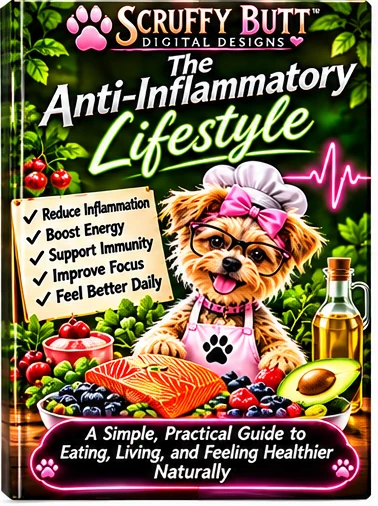 SCRUFFY BUTT™
DIGITAL DESIGNS
The
Anti-Inflammatory
Lifestyle
✓ Reduce Inflammation
✓ Boost Energy
✓ Support Immunity
✓ Improve Focus
✓ Feel Better Daily
A Simple, Practical Guide to
Eating, Living, and Feeling Healthier
Naturally